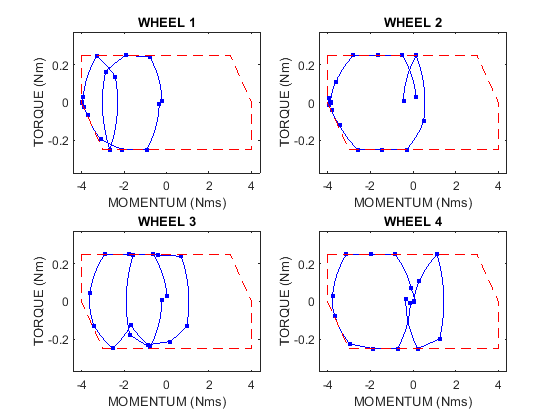 WHEEL 1
TORQUE (Nm)
0.2
0
-0.2
-4 -2 0 2 4
MOMENTUM (Nms)
WHEEL 2
TORQUE (Nm)
0.2
0
-0.2
-4 -2 0 2 4
MOMENTUM (Nms)
WHEEL 3
TORQUE (Nm)
0.2
0
-0.2
-4 -2 0 2 4
MOMENTUM (Nms)
WHEEL 4
TORQUE (Nm)
0.2
0
-0.2
-4 -2 0 2 4
MOMENTUM (Nms)